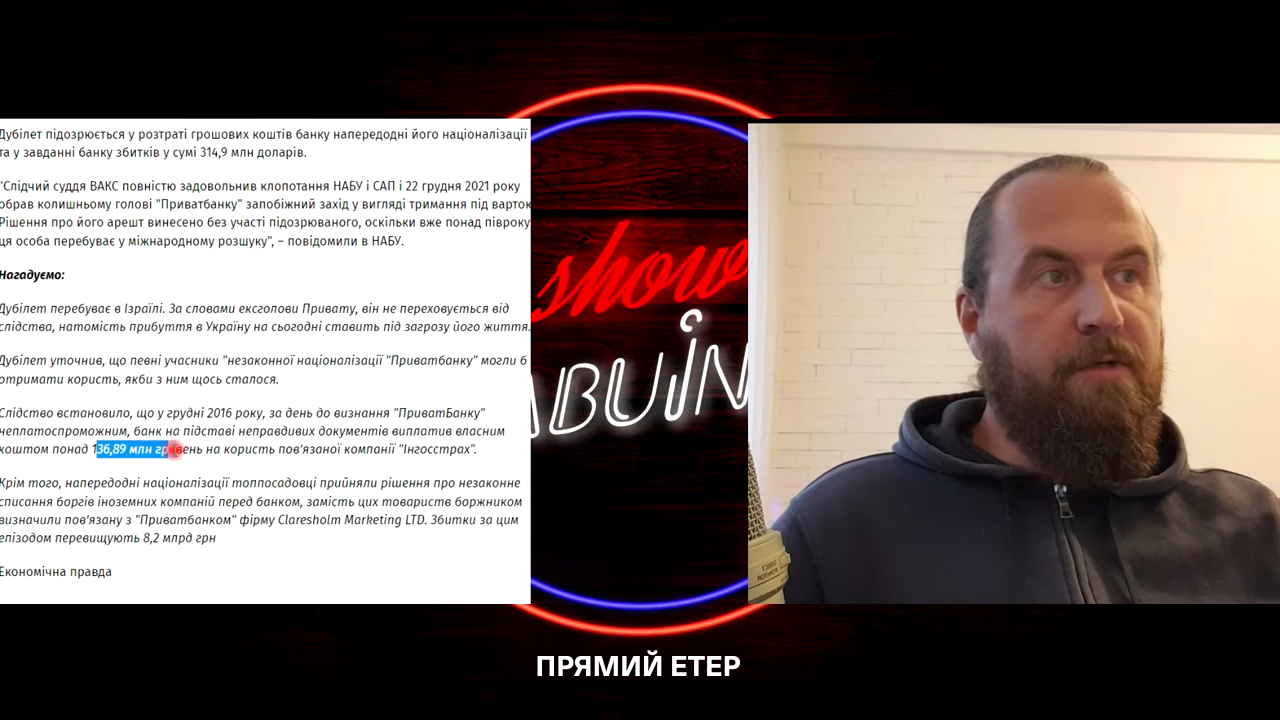 Дубілет підозрюється у розтраті грошових коштів банку напередодні його націоналізації
та у завданні банку збитків у сумі 314,9 млн доларів.
"Слідчий суддя ВАКС повністю задовольнив клопотання НАБУ і САП і 22 грудня 2021 року
обрав колишньому голові "Приватбанку" запобіжний захід у вигляді тримання під вартою
Рішення про його арешт винесено без участі підозрюваного, оскільки вже понад півроку
ця особа перебуває у міжнародному розшуку", – повідомили в НАБУ.
Нагадуємо:
Дубілет перебуває в Ізраїлі. За словами ексголови Привату, він не переховується від
слідства, натомість прибуття в Україну на сьогодні ставить під загрозу його життя.
Дубілет уточнив, що певні учасники "незаконної націоналізації "Приватбанку" могли б
отримати користь, якби з ним щось сталося.
Слідство встановило, що у грудні 2016 року, за день до визнання "ПриватБанку"
неплатоспроможним, банк на підставі неправдивих документів виплатив власним
коштом понад 136,89 млн гривень на користь пов'язаної компанії "Інгосстрах".
Крім того, напередодні націоналізації топпосадовці прийняли рішення про незаконне
списання боргів іноземних компаній перед банком, замість цих товариств боржником
визначили пов'язану з "Приватбанком" фірму Claresholm Marketing LTD. Збитки за цим
епізодом перевищують 8,2 млрд грн
Економічна правда
show
ABUiN
ПРЯМИЙ ЕТЕР